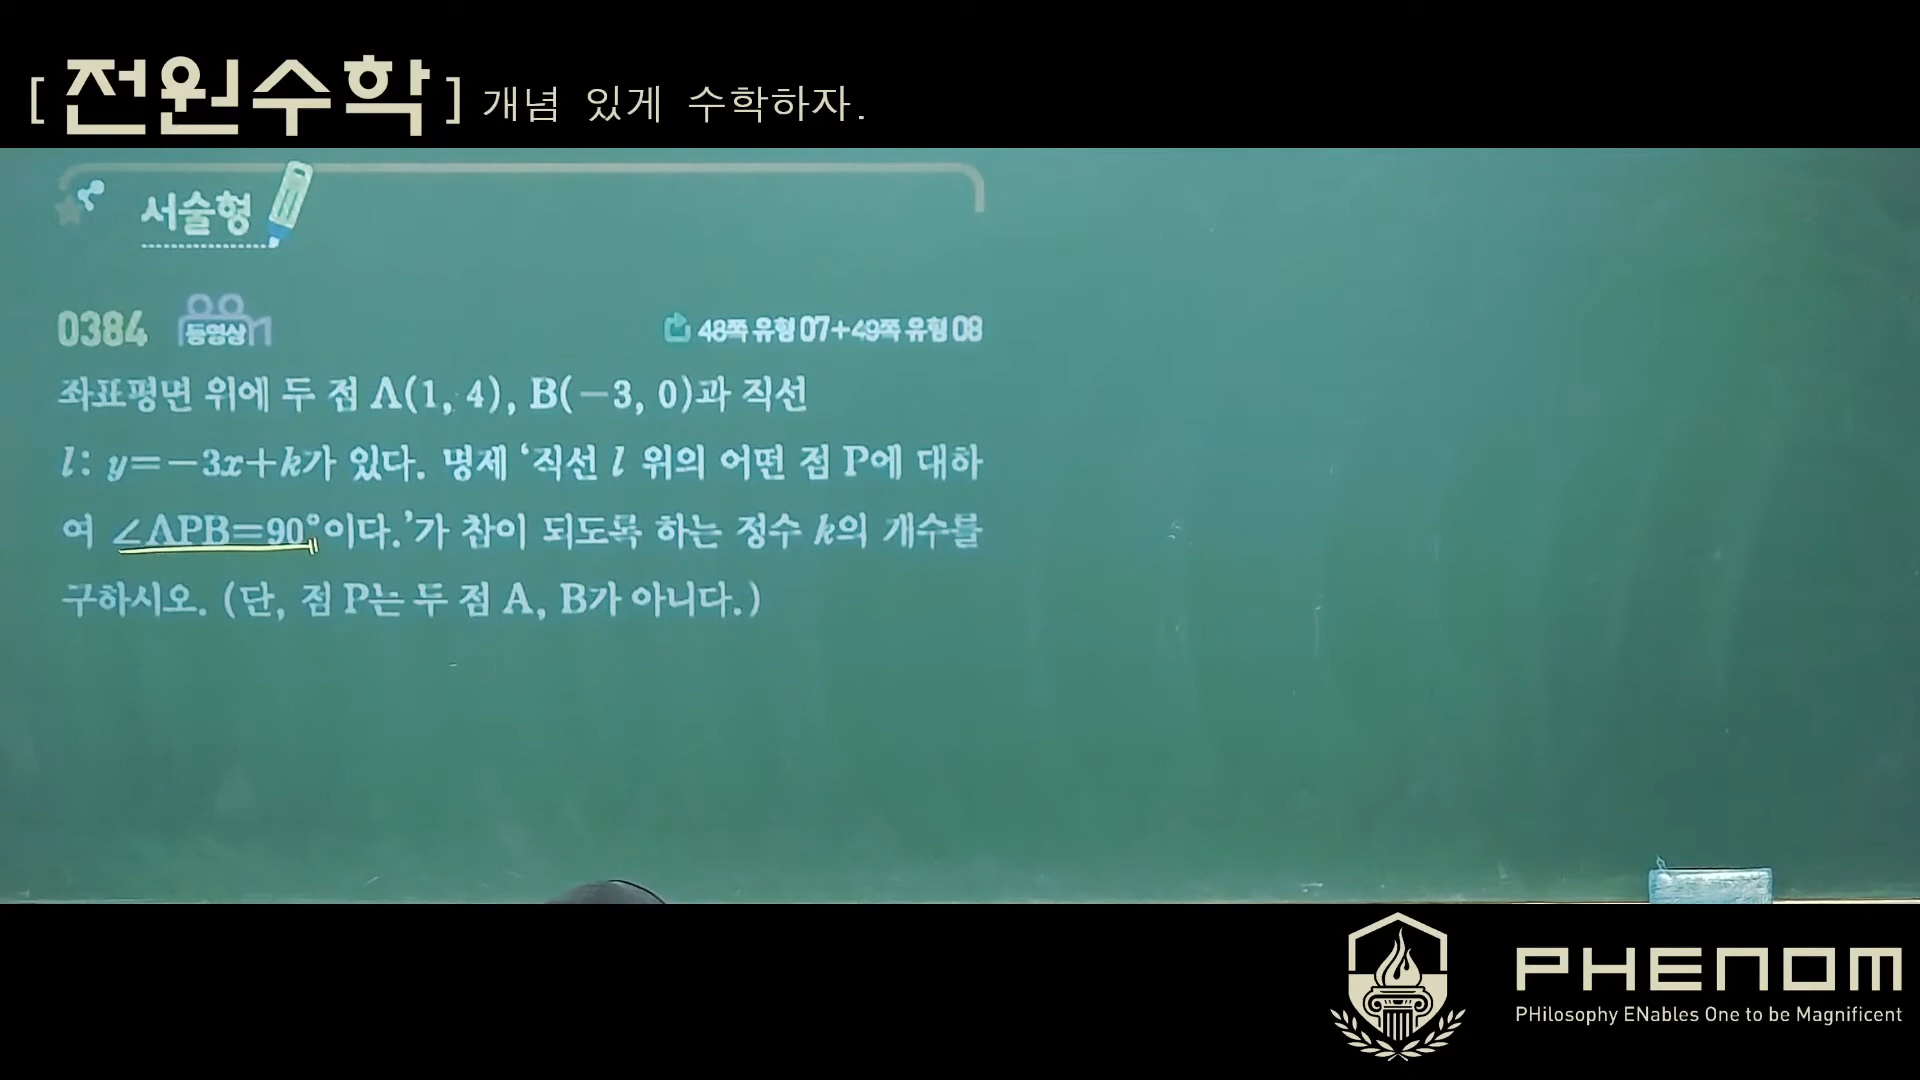 [전원수학] 개념 있게 수학하자.
서술형
0384 동영상 48쪽 유형 07+49쪽 유형 08
좌표평면 위에 두 점 A(1, 4), B(−3, 0)과 직선
l: y=−3x+k가 있다. 명제 ‘직선 l 위의 어떤 점 P에 대하
여 ∠APB=90°이다.’가 참이 되도록 하는 정수 k의 개수를
구하시오. (단, 점 P는 두 점 A, B가 아니다.)
PHENOM
PHilosophy ENables One to be Magnificent